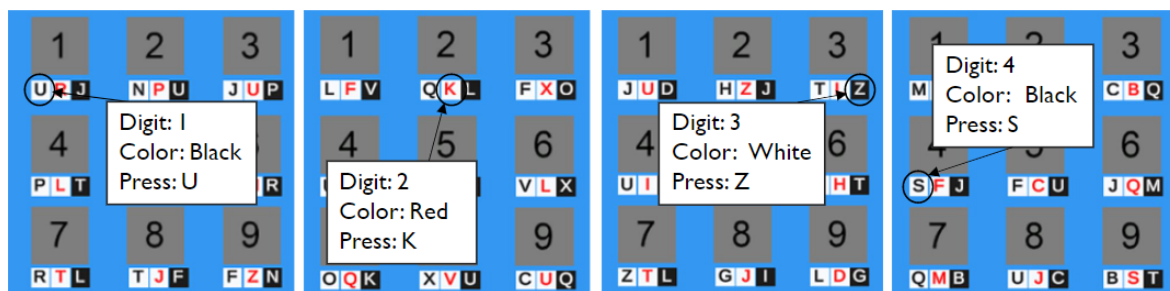 1 2 3
U J N P U J U P
Digit: 1
Color: Black
Press: U
4
P L T R
7 8 9
R T L T J F F Z N
1 2 3
L F V Q K L F X O
4 5 6
V L X
Digit: 2
Color: Red
Press: K
9
O Q K X V U C U Q
1 2 3
J U D H Z J T L Z
Digit: 3
Color: White
Press: Z
4 6
U I H T
7 8 9
Z T L G J I L D G
3
M C B Q
Digit: 4
Color: Black
Press: S
6
S F J F C U J Q M
7 8 9
Q M B U J C B S T